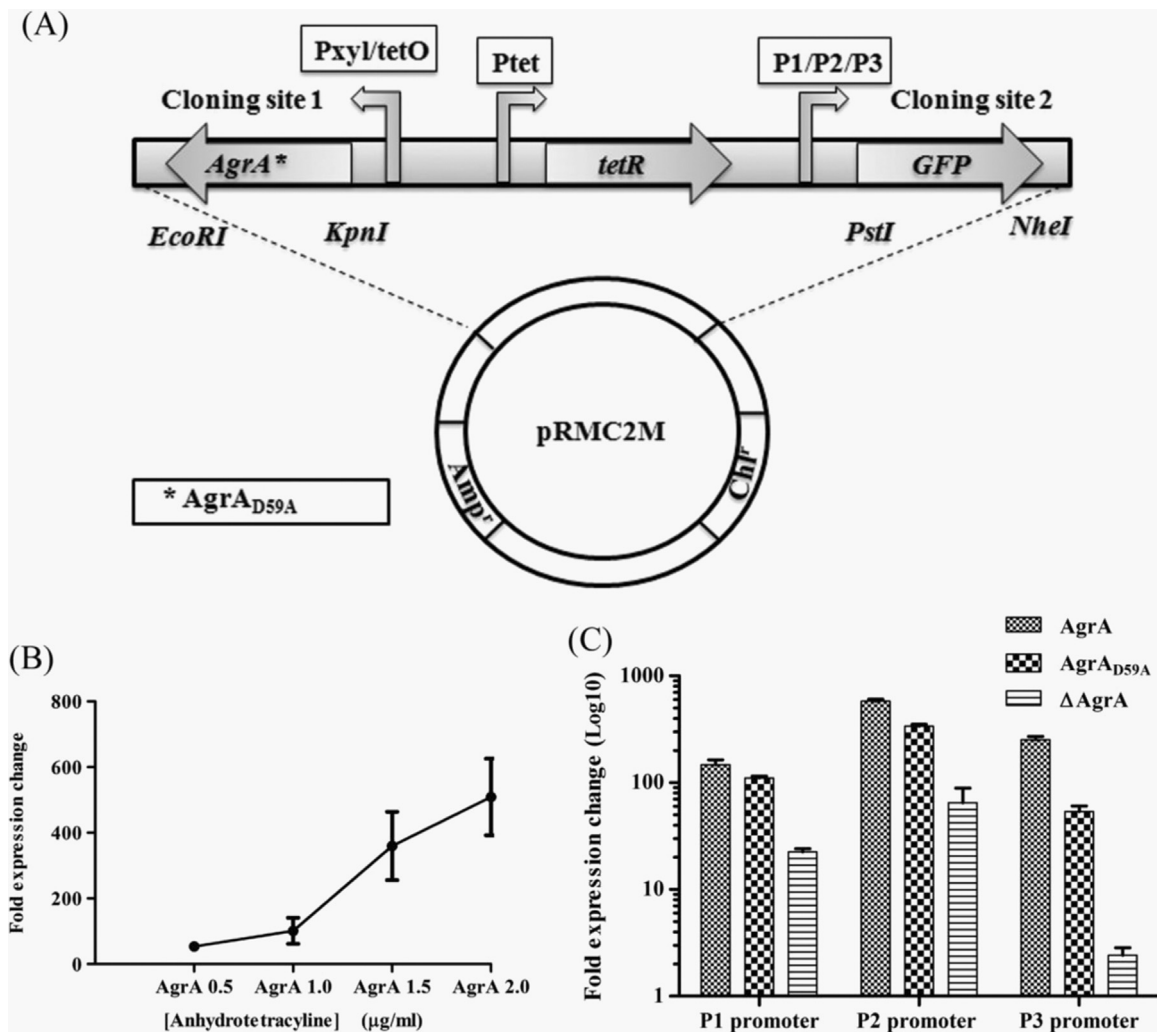 (A)
Pxyl/tetO
Ptet
P1/P2/P3
Cloning site 1
Cloning site 2
AgrA*
tetR
GFP
EcoRI
KpnI
PstI
NheI
pRMC2M
Ampʳ
Chlʳ
* AgrA_D59A
(B)
Fold expression change
800
600
400
200
0
AgrA 0.5 AgrA 1.0 AgrA 1.5 AgrA 2.0
[Anhydrotetracyline] (μg/ml)
(C)
AgrA
AgrA_D59A
Δ AgrA
Fold expression change (Log10)
1000
100
10
1
P1 promoter P2 promoter P3 promoter